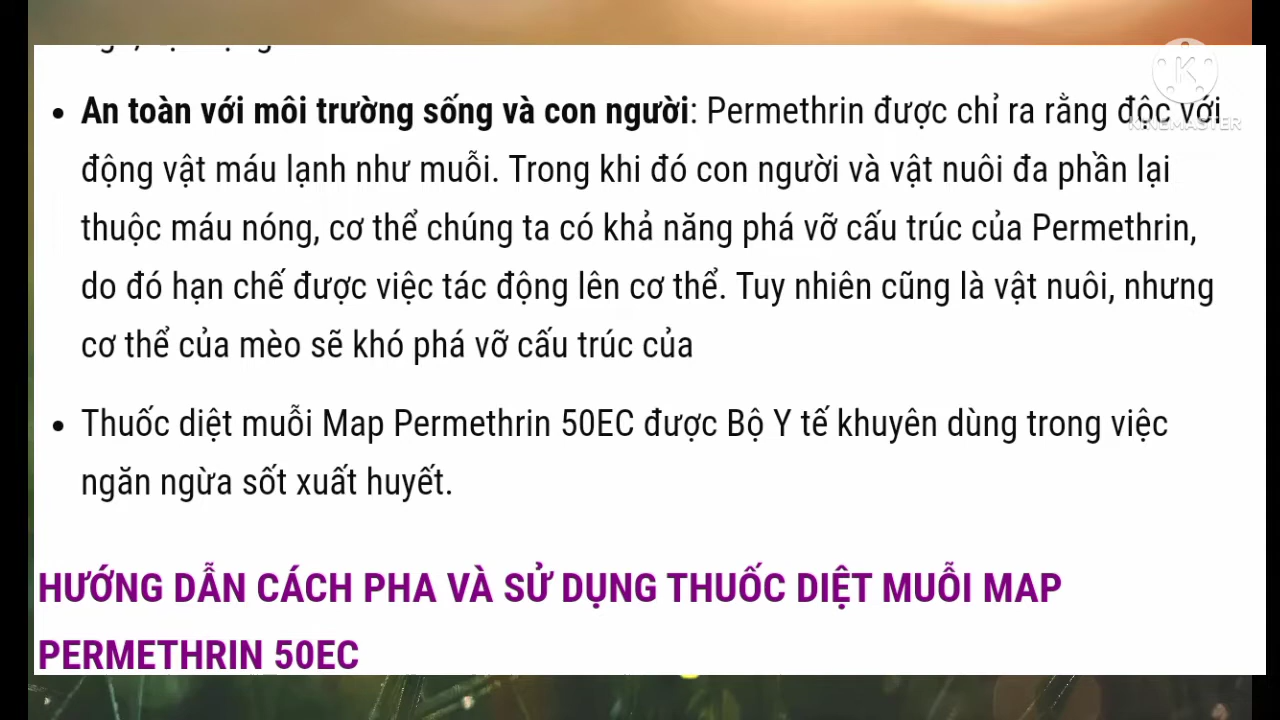 An toàn với môi trường sống và con người: Permethrin được chỉ ra rằng độc với
động vật máu lạnh như muỗi. Trong khi đó con người và vật nuôi đa phần lại
thuộc máu nóng, cơ thể chúng ta có khả năng phá vỡ cấu trúc của Permethrin,
do đó hạn chế được việc tác động lên cơ thể. Tuy nhiên cũng là vật nuôi, nhưng
cơ thể của mèo sẽ khó phá vỡ cấu trúc của
Thuốc diệt muỗi Map Permethrin 50EC được Bộ Y tế khuyên dùng trong việc
ngăn ngừa sốt xuất huyết.
HƯỚNG DẪN CÁCH PHA VÀ SỬ DỤNG THUỐC DIỆT MUỖI MAP
PERMETHRIN 50EC
K
KINEMASTER